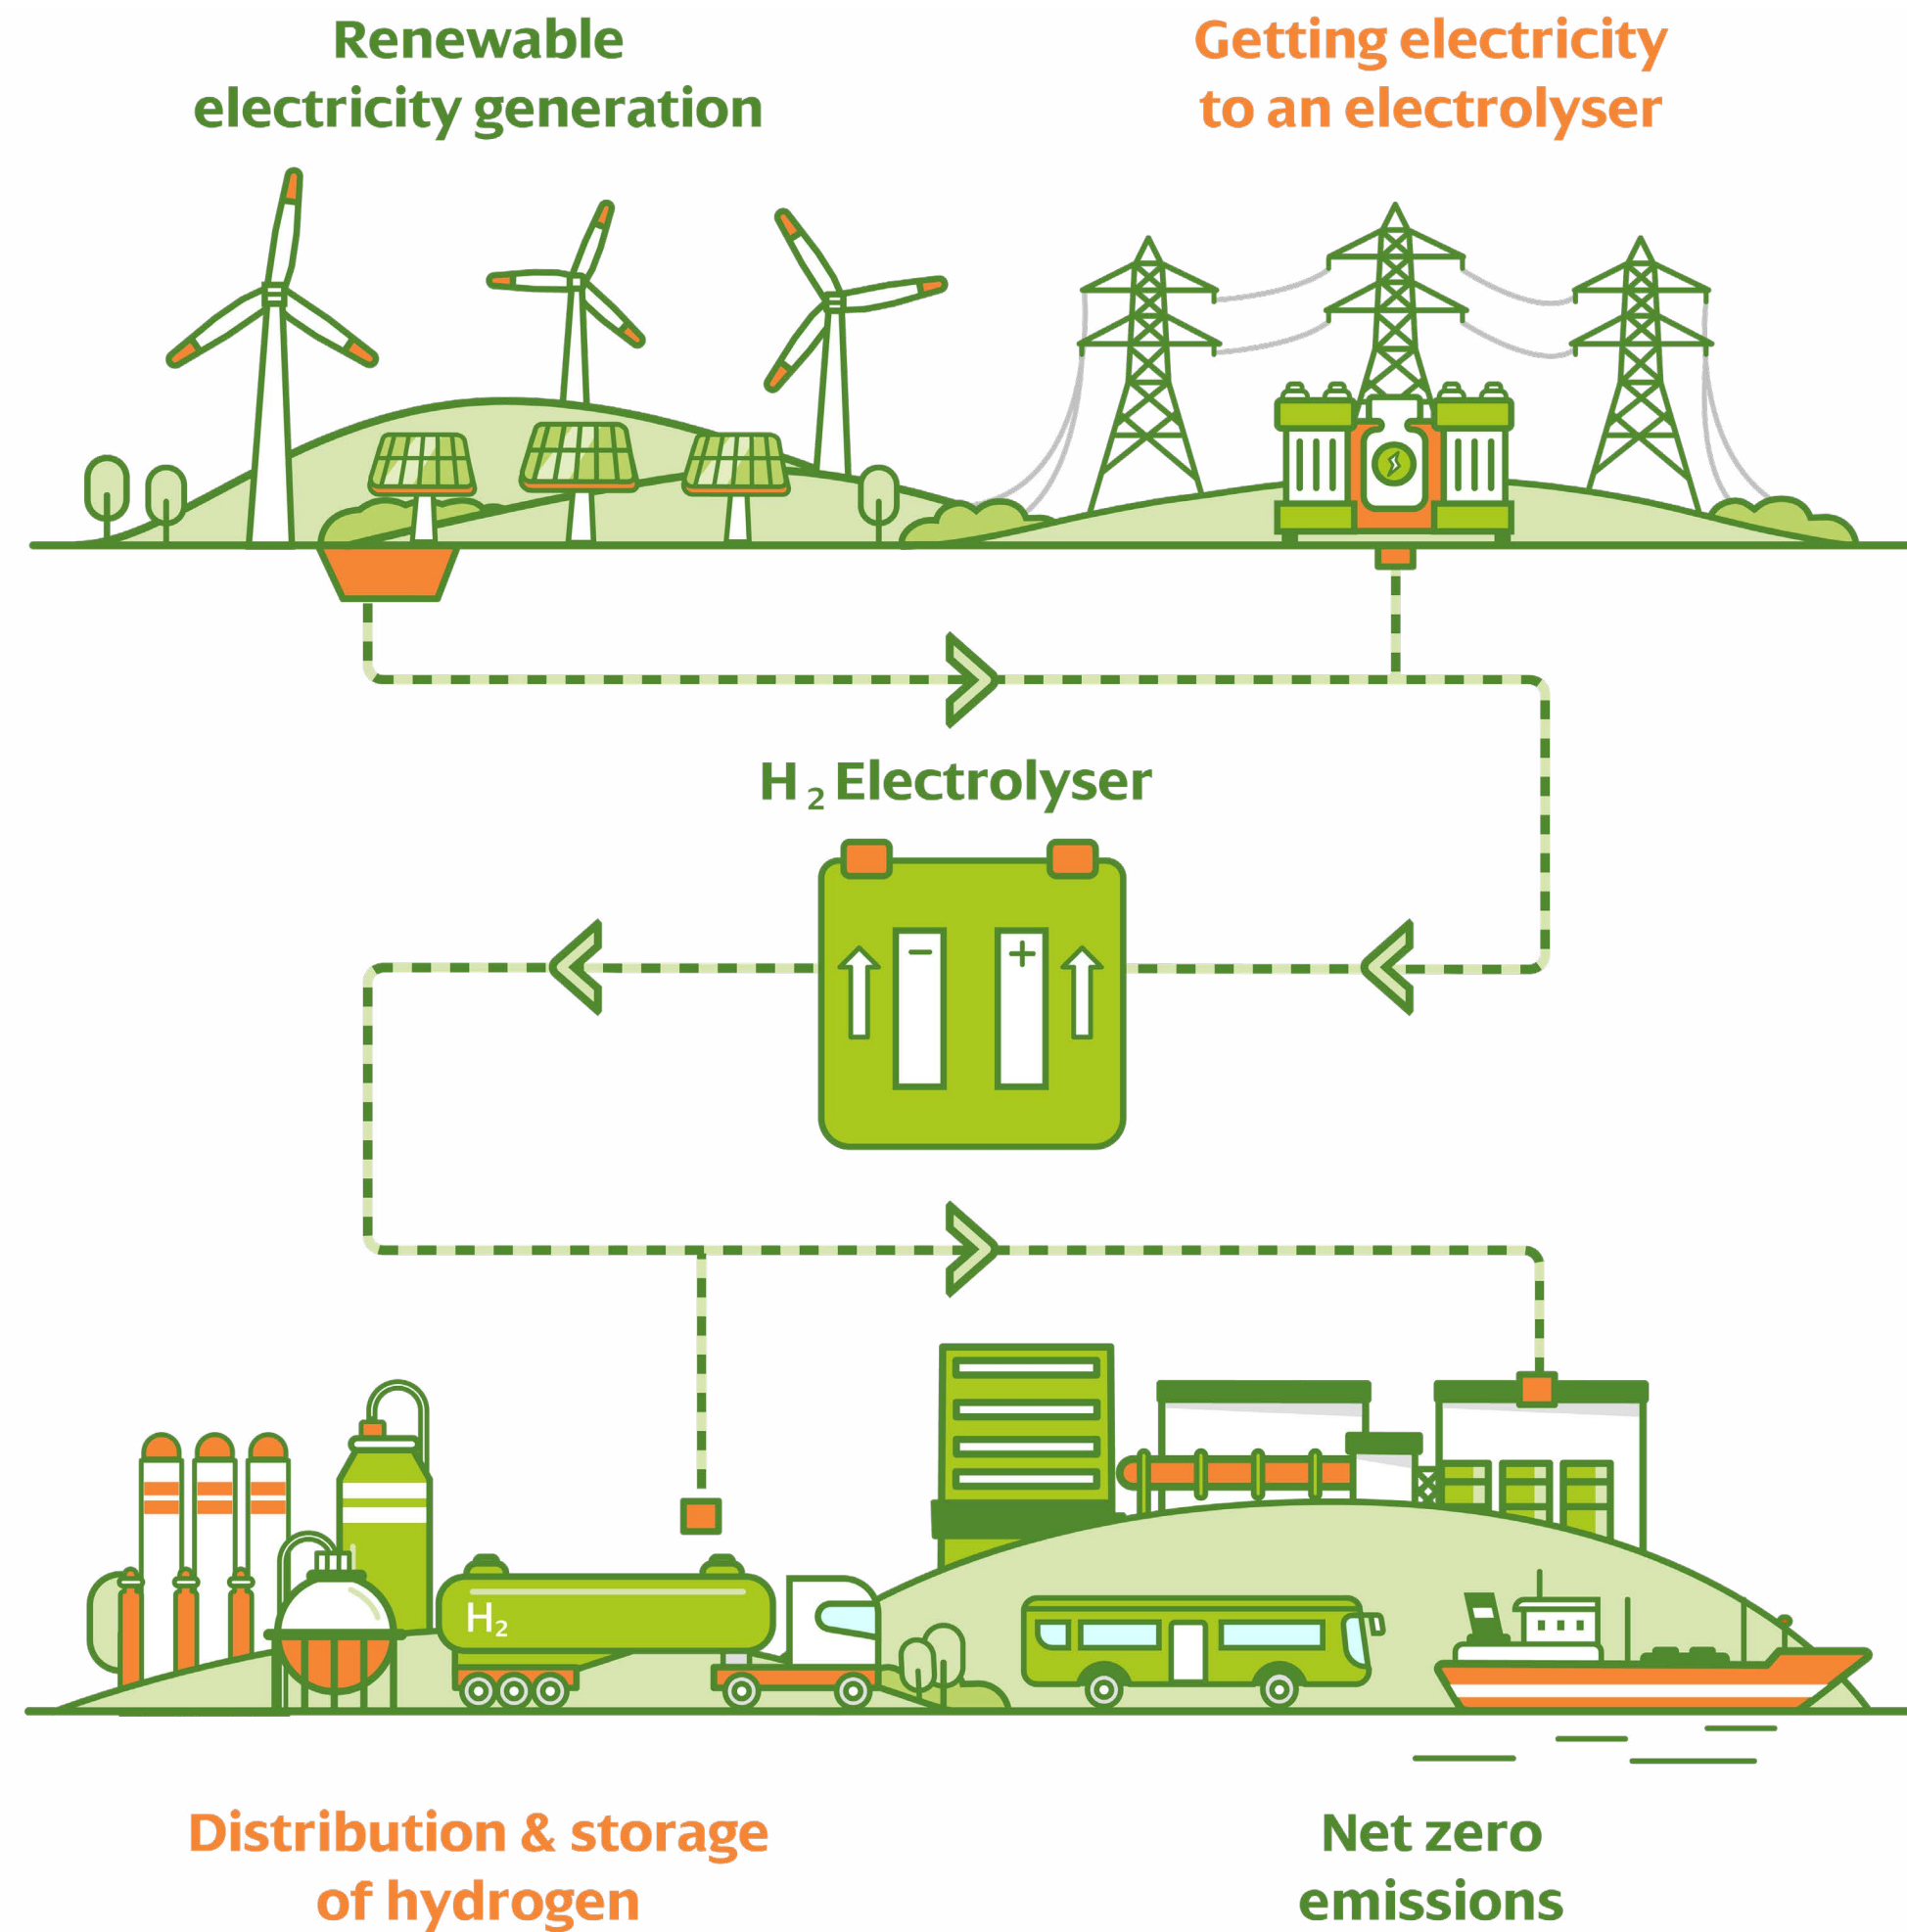 Renewable
electricity generation
Getting electricity
to an electrolyser
H₂ Electrolyser
− +
H₂
Distribution & storage
of hydrogen
Net zero
emissions